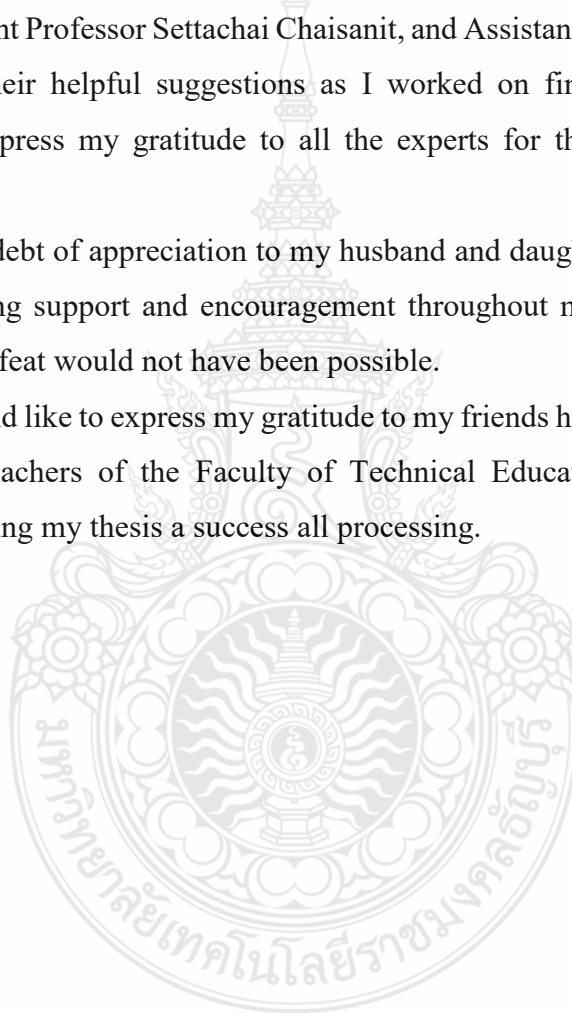 nt Professor Settachai Chaisanit, and Assistan
eir helpful suggestions as I worked on fin
press my gratitude to all the experts for th
debt of appreciation to my husband and daug
ng support and encouragement throughout m
feat would not have been possible.
ld like to express my gratitude to my friends h
achers of the Faculty of Technical Educa
ing my thesis a success all processing.
มหาวิทยาลัยเทคโนโลยีราชมงคลธัญบุรี